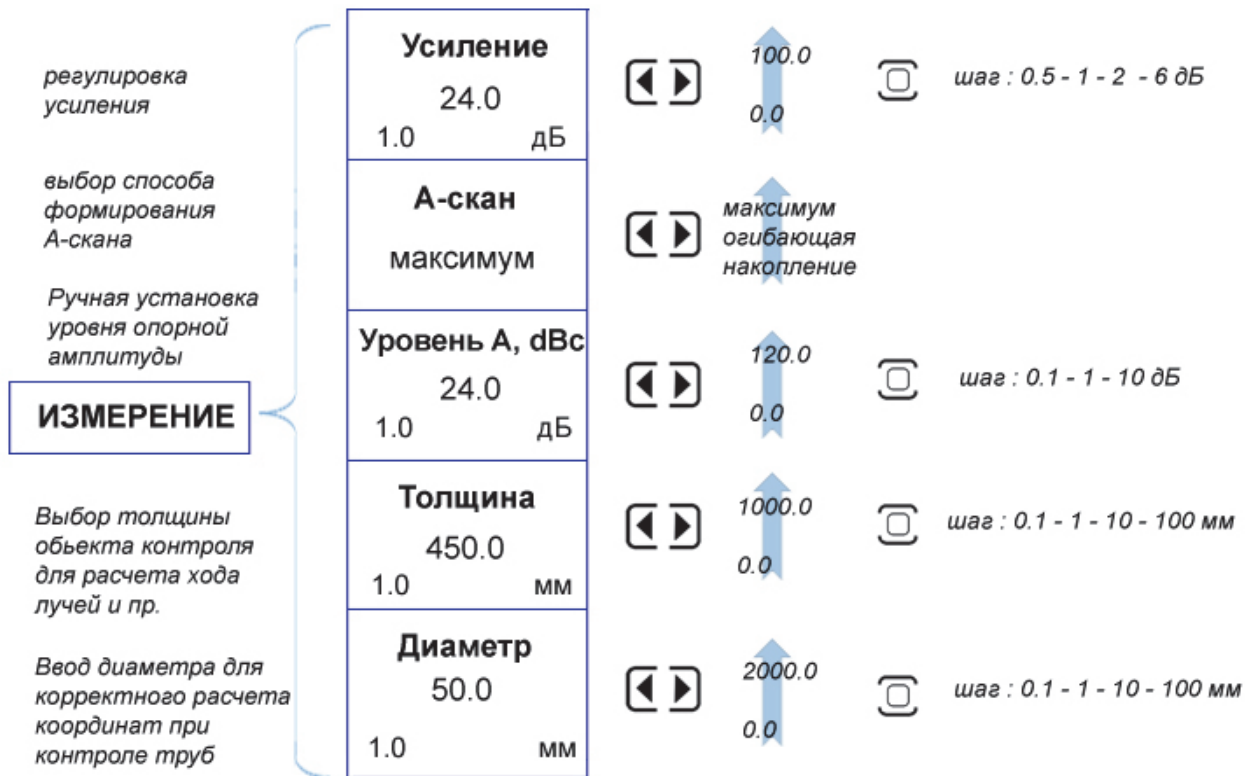 регулировка
усиления
Усиление
24.0
1.0 дБ
100.0
0.0
шаг : 0.5 - 1 - 2 - 6 дБ
выбор способа
формирования
А-скана
А-скан
максимум
максимум
огибающая
накопление
Ручная установка
уровня опорной
амплитуды
Уровень А, dBc
24.0
1.0 дБ
120.0
0.0
шаг : 0.1 - 1 - 10 дБ
ИЗМЕРЕНИЕ
Выбор толщины
обьекта контроля
для расчета хода
лучей и пр.
Толщина
450.0
1.0 мм
1000.0
0.0
шаг : 0.1 - 1 - 10 - 100 мм
Ввод диаметра для
корректного расчета
координат при
контроле труб
Диаметр
50.0
1.0 мм
2000.0
0.0
шаг : 0.1 - 1 - 10 - 100 мм